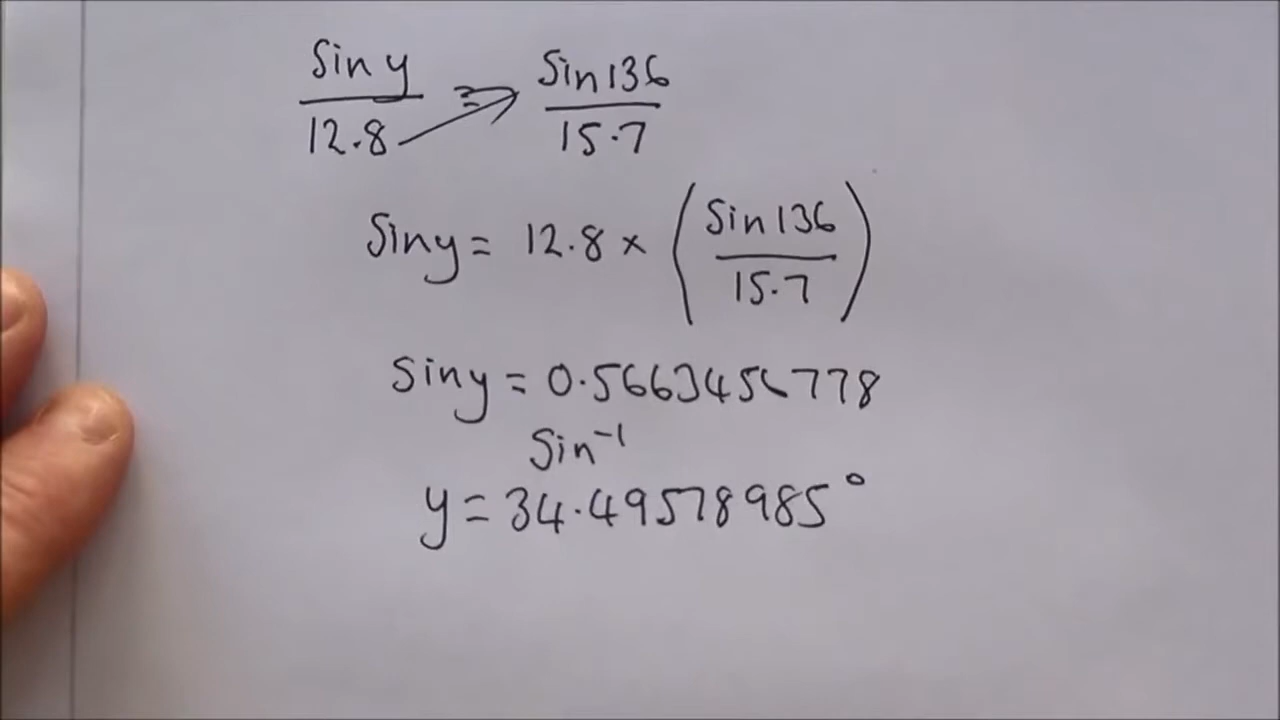 Sin y / 12.8 = Sin 136 / 15.7
Sin y = 12.8 × ( Sin 136 / 15.7 )
Sin y = 0.5663456778
Sin⁻¹
y = 34.49578985°